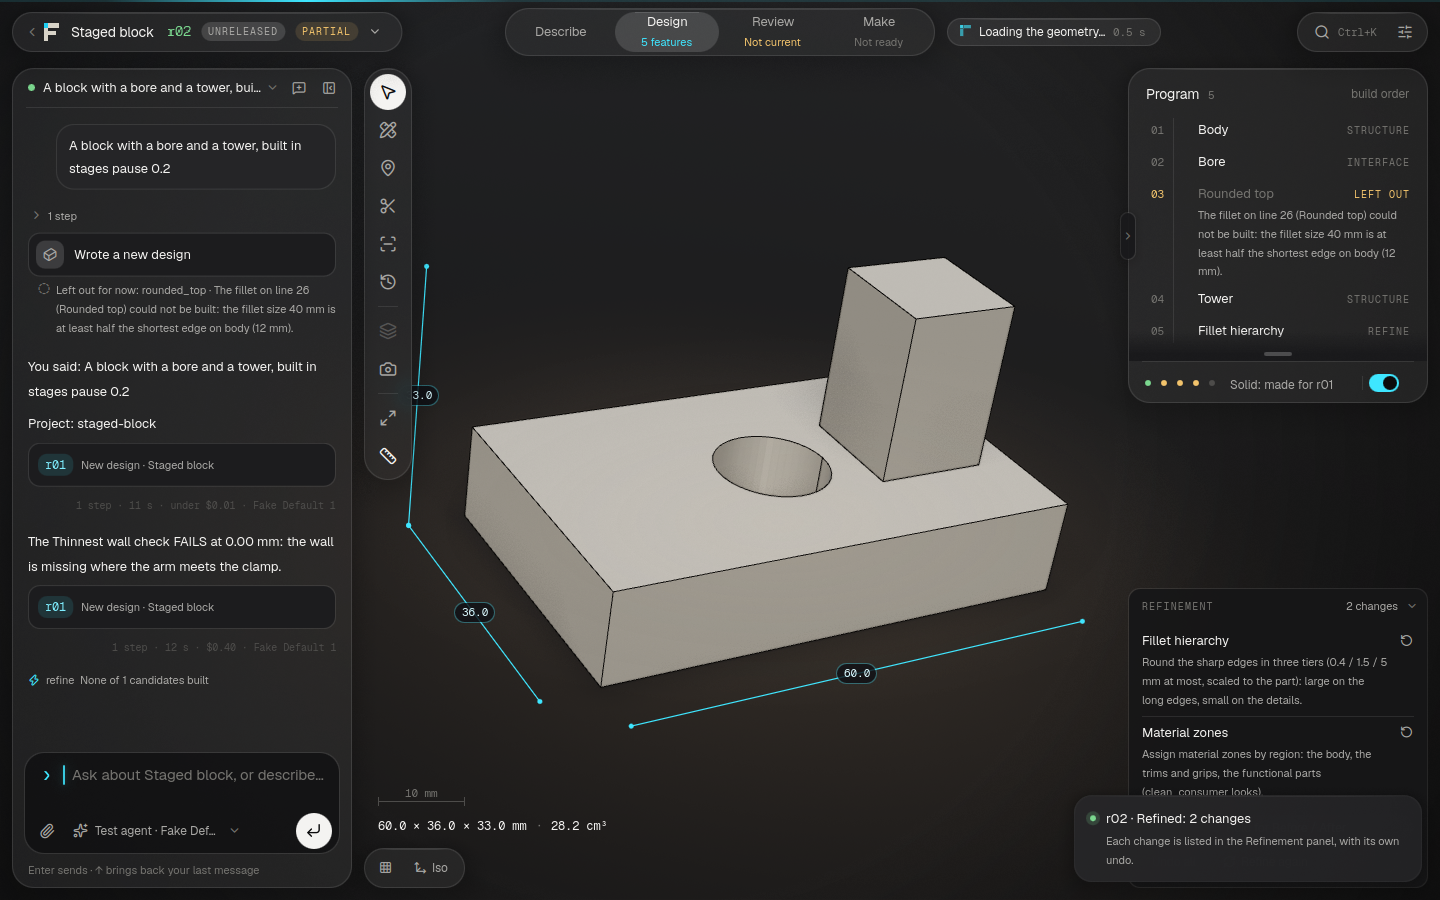 Staged block r02 UNRELEASED PARTIAL
Describe
Design
5 features
Review
Not current
Make
Not ready
Loading the geometry... 0.5 s
Ctrl+K
A block with a bore and a tower, bui...
A block with a bore and a tower, built in
stages pause 0.2
1 step
Wrote a new design
Left out for now: rounded_top · The fillet on line 26
(Rounded top) could not be built: the fillet size 40 mm is
at least half the shortest edge on body (12 mm).
You said: A block with a bore and a tower, built in
stages pause 0.2
Project: staged-block
r01 New design · Staged block
1 step · 11 s · under $0.01 · Fake Default 1
The Thinnest wall check FAILS at 0.00 mm: the wall
is missing where the arm meets the clamp.
r01 New design · Staged block
1 step · 12 s · $0.40 · Fake Default 1
refine None of 1 candidates built
Ask about Staged block, or describe...
Test agent · Fake Def...
Enter sends · ↑ brings back your last message
3.0
36.0
60.0
10 mm
60.0 × 36.0 × 33.0 mm · 28.2 cm³
Iso
Program 5 build order
01 Body STRUCTURE
02 Bore INTERFACE
03 Rounded top LEFT OUT
The fillet on line 26 (Rounded top) could
not be built: the fillet size 40 mm is at
least half the shortest edge on body (12
mm).
04 Tower STRUCTURE
05 Fillet hierarchy REFINE
Solid: made for r01
REFINEMENT 2 changes
Fillet hierarchy
Round the sharp edges in three tiers (0.4 / 1.5 / 5
mm at most, scaled to the part): large on the
long edges, small on the details.
Material zones
Assign material zones by region: the body, the
trims and grips, the functional parts
(clean, consumer looks).
r02 · Refined: 2 changes
Each change is listed in the Refinement panel, with its own
undo.